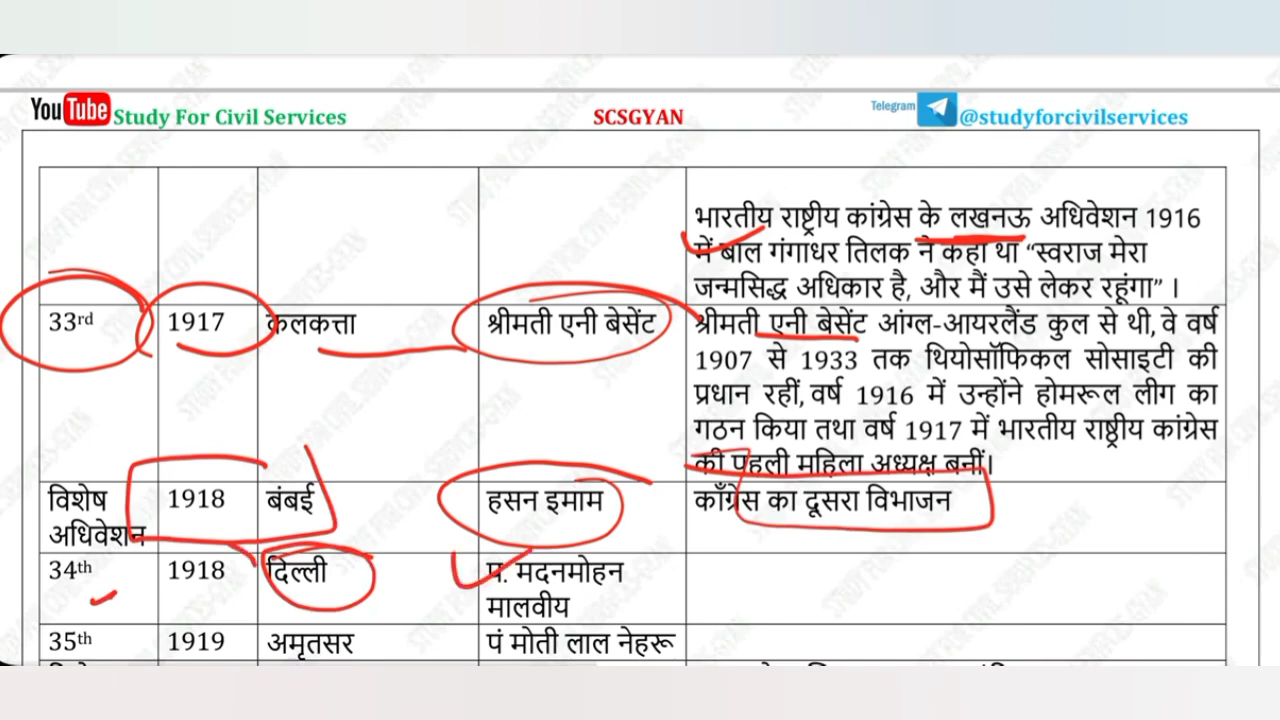 YouTube Study For Civil Services SCSGYAN Telegram @studyforcivilservices
भारतीय राष्ट्रीय कांग्रेस के लखनऊ अधिवेशन 1916
में बाल गंगाधर तिलक ने कहा था “स्वराज मेरा
जन्मसिद्ध अधिकार है, और मैं उसे लेकर रहूंगा” ।
33rd 1917 कलकत्ता श्रीमती एनी बेसेंट श्रीमती एनी बेसेंट आंग्ल-आयरलैंड कुल से थी, वे वर्ष
1907 से 1933 तक थियोसॉफिकल सोसाइटी की
प्रधान रहीं, वर्ष 1916 में उन्होंने होमरूल लीग का
गठन किया तथा वर्ष 1917 में भारतीय राष्ट्रीय कांग्रेस
की पहली महिला अध्यक्ष बनीं।
विशेष 1918 बंबई हसन इमाम काँग्रेस का दूसरा विभाजन
अधिवेशन
34th 1918 दिल्ली प. मदनमोहन
मालवीय
35th 1919 अमृतसर पं मोती लाल नेहरू